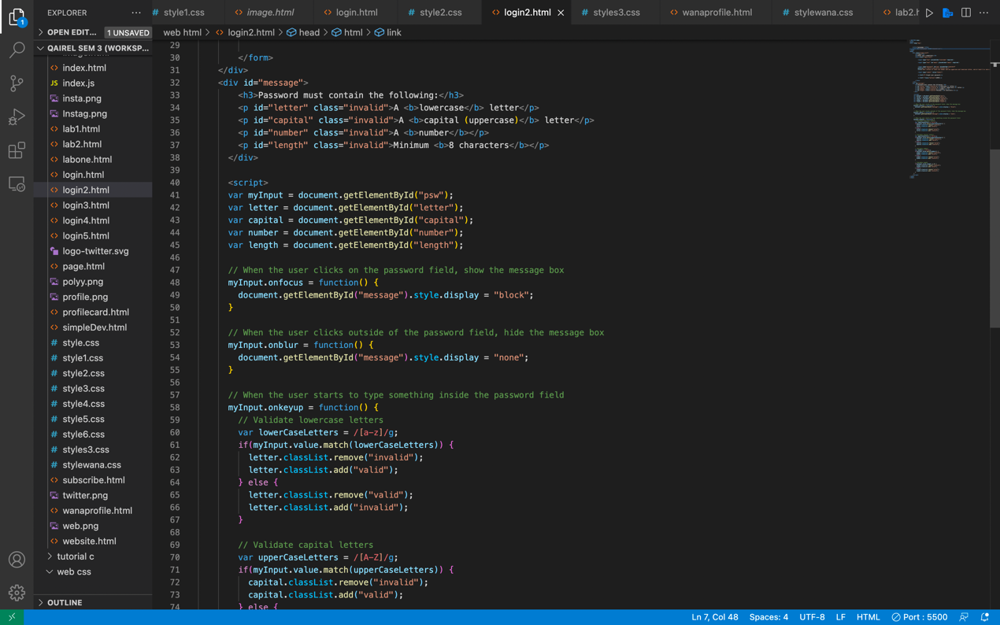 EXPLORER
style1.css
image.html
login.html
style2.css
login2.html
styles3.css
wanaprofile.html
stylewana.css
lab2.h
1
OPEN EDIT... 1 UNSAVED
web html > login2.html > head > html > link
QAIREL SEM 3 (WORKSP...
index.html
index.js
insta.png
Instag.png
lab1.html
lab2.html
labone.html
login.html
login2.html
login3.html
login4.html
login5.html
logo-twitter.svg
page.html
polyy.png
profile.png
profilecard.html
simpleDev.html
style.css
style1.css
style2.css
style3.css
style4.css
style5.css
style6.css
styles3.css
stylewana.css
subscribe.html
twitter.png
wanaprofile.html
web.png
website.html
tutorial c
web css
OUTLINE
29
30 </form>
31 </div>
32 <div id="message">
33 <h3>Password must contain the following:</h3>
34 <p id="letter" class="invalid">A <b>lowercase</b> letter</p>
35 <p id="capital" class="invalid">A <b>capital (uppercase)</b> letter</p>
36 <p id="number" class="invalid">A <b>number</b></p>
37 <p id="length" class="invalid">Minimum <b>8 characters</b></p>
38 </div>
39
40 <script>
41 var myInput = document.getElementById("psw");
42 var letter = document.getElementById("letter");
43 var capital = document.getElementById("capital");
44 var number = document.getElementById("number");
45 var length = document.getElementById("length");
46
47 // When the user clicks on the password field, show the message box
48 myInput.onfocus = function() {
49 document.getElementById("message").style.display = "block";
50 }
51
52 // When the user clicks outside of the password field, hide the message box
53 myInput.onblur = function() {
54 document.getElementById("message").style.display = "none";
55 }
56
57 // When the user starts to type something inside the password field
58 myInput.onkeyup = function() {
59 // Validate lowercase letters
60 var lowerCaseLetters = /[a-z]/g;
61 if(myInput.value.match(lowerCaseLetters)) {
62 letter.classList.remove("invalid");
63 letter.classList.add("valid");
64 } else {
65 letter.classList.remove("valid");
66 letter.classList.add("invalid");
67 }
68
69 // Validate capital letters
70 var upperCaseLetters = /[A-Z]/g;
71 if(myInput.value.match(upperCaseLetters)) {
72 capital.classList.remove("invalid");
73 capital.classList.add("valid");
74 } else {
Ln 7, Col 48 Spaces: 4 UTF-8 LF HTML Port : 5500